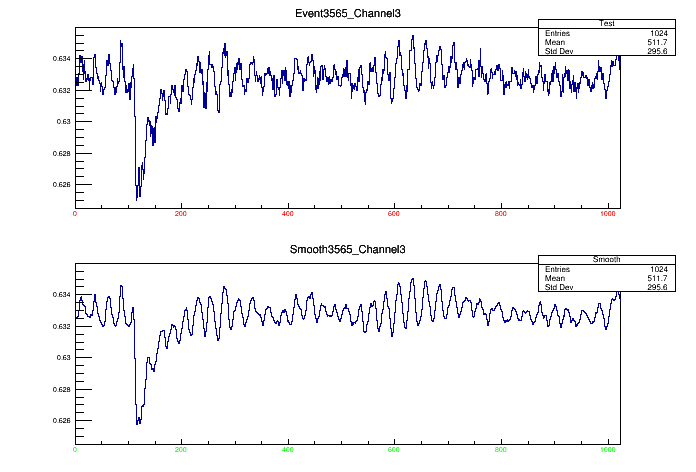 Event3565_Channel3
Test
Entries 1024
Mean 511.7
Std Dev 295.6
0.634
0.632
0.63
0.628
0.626
0 200 400 600 800 1000
Smooth3565_Channel3
Smooth
Entries 1024
Mean 511.7
Std Dev 295.6
0.634
0.632
0.63
0.628
0.626
0 200 400 600 800 1000